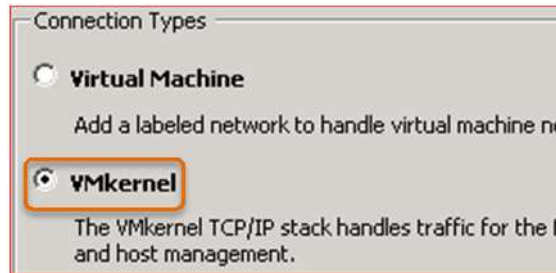 Connection Types
Virtual Machine
Add a labeled network to handle virtual machine
VMkernel
The VMkernel TCP/IP stack handles traffic for the
and host management.